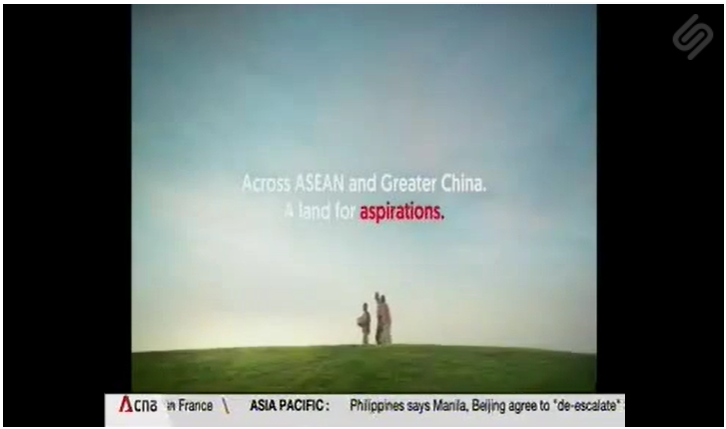 Across ASEAN and Greater China.
A land for aspirations.
cna in France \ ASIA PACIFIC: Philippines says Manila, Beijing agree to "de-escalate"